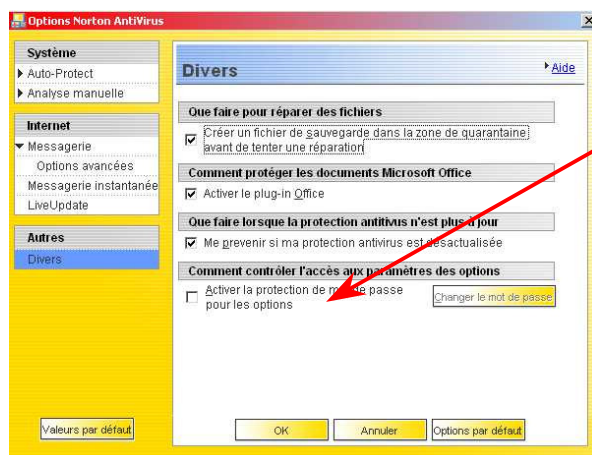 Options Norton AntiVirus
Système
Auto-Protect
Analyse manuelle
Internet
Messagerie
Options avancées
Messagerie instantanée
LiveUpdate
Autres
Divers
Valeurs par défaut
Divers
Aide
Que faire pour réparer des fichiers
Créer un fichier de sauvegarde dans la zone de quarantaine
avant de tenter une réparation
Comment protéger les documents Microsoft Office
Activer le plug-in Office
Que faire lorsque la protection antitivus n'est plus à jour
Me prevenir si ma protection antivirus est désactualisée
Comment contrôler l'accès aux paramètres des options
Activer la protection de mot de passe
pour les options
Changer le mot de passe
OK
Annuler
Options par défaut